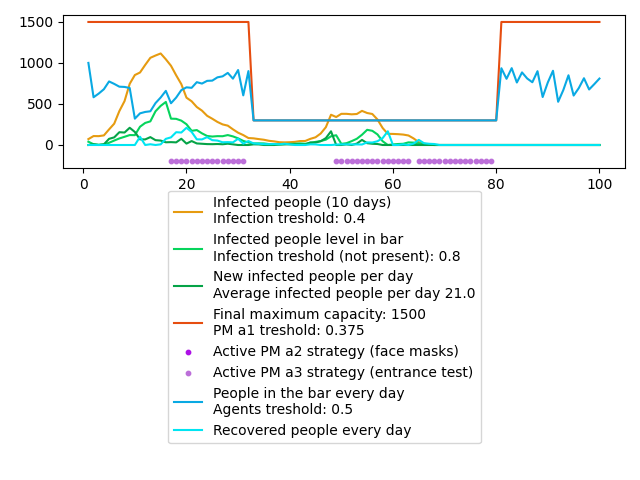 1500
1000
500
0
0
20
40
60
80
100
Infected people (10 days)
Infection treshold: 0.4
Infected people level in bar
Infection treshold (not present): 0.8
New infected people per day
Average infected people per day 21.0
Final maximum capacity: 1500
PM a1 treshold: 0.375
Active PM a2 strategy (face masks)
Active PM a3 strategy (entrance test)
People in the bar every day
Agents treshold: 0.5
Recovered people every day